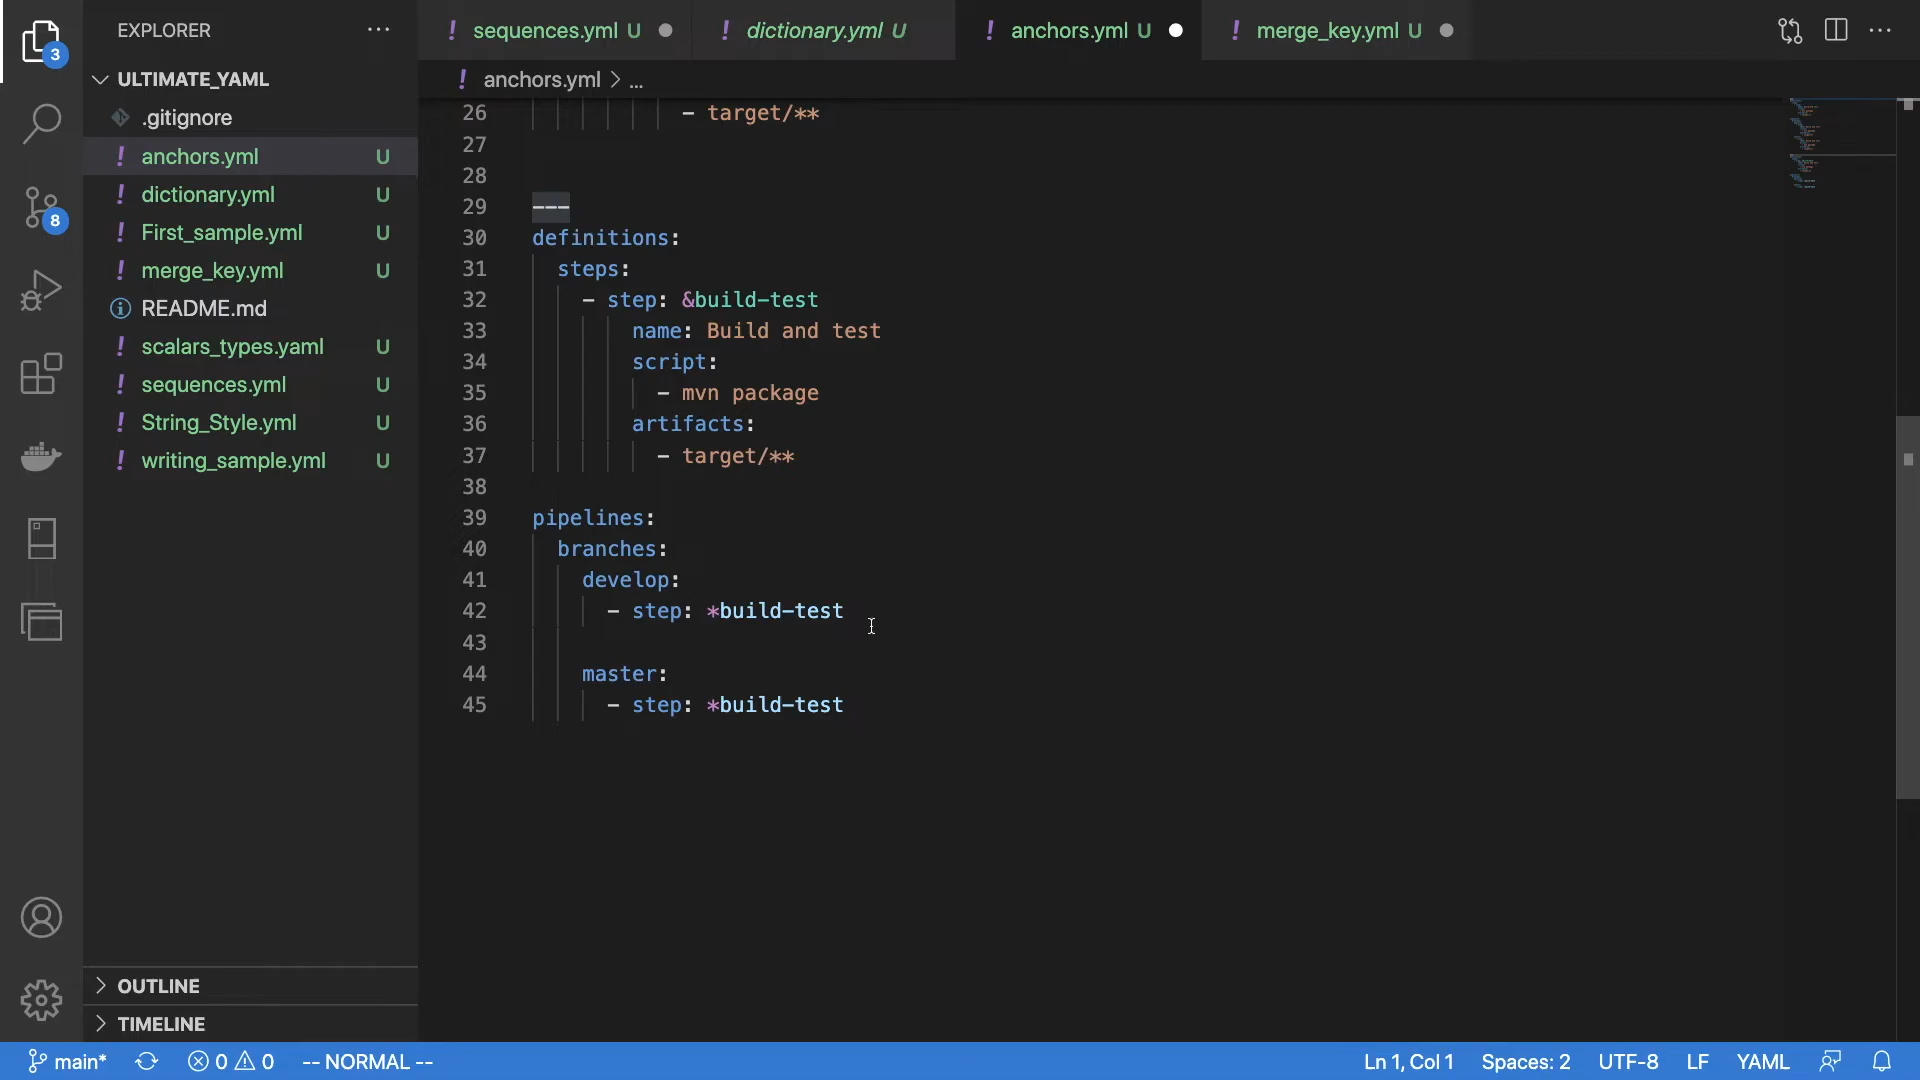 EXPLORER
sequences.yml U
dictionary.yml U
anchors.yml U
merge_key.yml U
3
ULTIMATE_YAML
anchors.yml > ...
.gitignore
anchors.yml U
dictionary.yml U
First_sample.yml U
merge_key.yml U
README.md
scalars_types.yaml U
sequences.yml U
String_Style.yml U
writing_sample.yml U
8
26 - target/**
27
28
29 ---
30 definitions:
31 steps:
32 - step: &build-test
33 name: Build and test
34 script:
35 - mvn package
36 artifacts:
37 - target/**
38
39 pipelines:
40 branches:
41 develop:
42 - step: *build-test
43
44 master:
45 - step: *build-test
OUTLINE
TIMELINE
main* 0 0 -- NORMAL -- Ln 1, Col 1 Spaces: 2 UTF-8 LF YAML